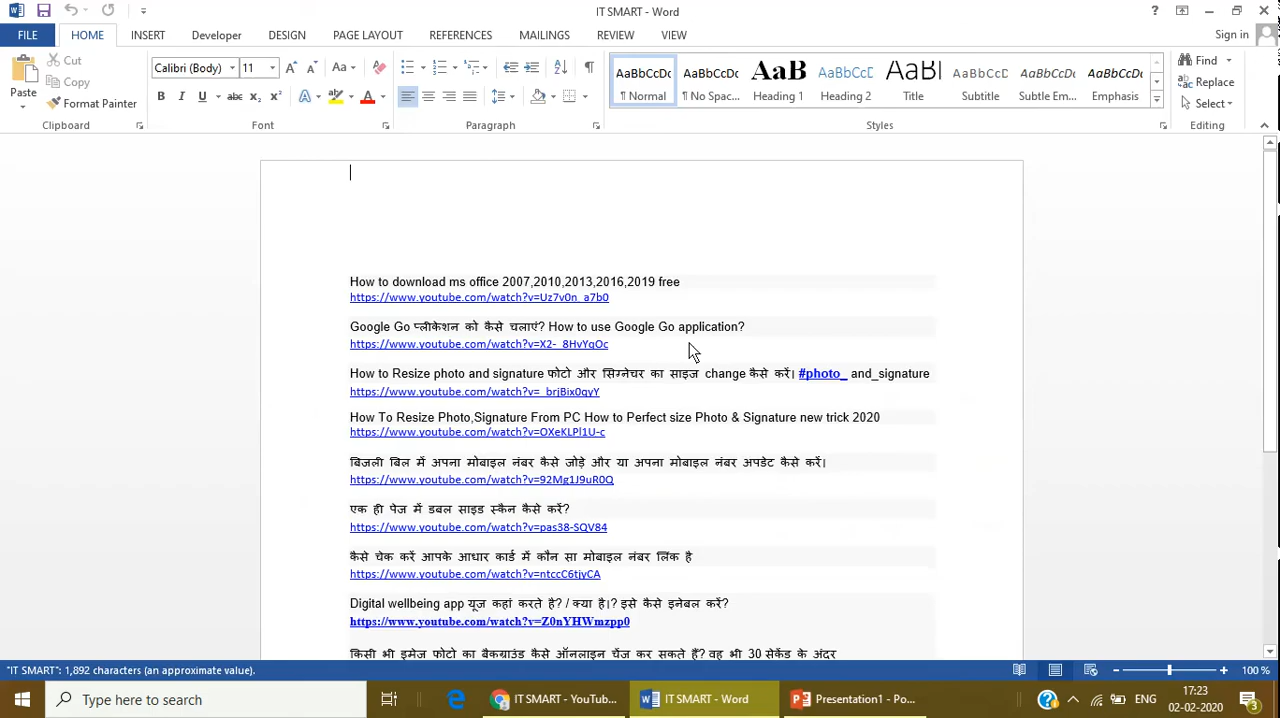 IT SMART - Word
FILE HOME INSERT Developer DESIGN PAGE LAYOUT REFERENCES MAILINGS REVIEW VIEW Sign in
Paste Cut Copy Format Painter
Calibri (Body) 11
AaBbCcDc AaBbCcDc AaB AaBbCcD AaBl AaBbCcD AaBbCcDc AaBbCcDc
¶ Normal ¶ No Spac... Heading 1 Heading 2 Title Subtitle Subtle Em... Emphasis
Find Replace Select
Clipboard Font Paragraph Styles Editing
How to download ms office 2007,2010,2013,2016,2019 free
https://www.youtube.com/watch?v=Uz7v0n_a7b0
Google Go प्लीकेशन को कैसे चलाएं? How to use Google Go application?
https://www.youtube.com/watch?v=X2-_8HvYqOc
How to Resize photo and signature फोटो और सिग्नेचर का साइज change कैसे करें। #photo_ and_signature
https://www.youtube.com/watch?v=_brjBix0qyY
How To Resize Photo,Signature From PC How to Perfect size Photo & Signature new trick 2020
https://www.youtube.com/watch?v=OXeKLPl1U-c
बिजली बिल में अपना मोबाइल नंबर कैसे जोड़े और या अपना मोबाइल नंबर अपडेट कैसे करें।
https://www.youtube.com/watch?v=92Mg1J9uR0Q
एक ही पेज में डबल साइड स्कैन कैसे करें?
https://www.youtube.com/watch?v=pas38-SQV84
कैसे चेक करें आपके आधार कार्ड में कौन सा मोबाइल नंबर लिंक है
https://www.youtube.com/watch?v=ntccC6tjyCA
Digital wellbeing app यूज कहां करते है? / क्या है।? इसे कैसे इनेबल करें?
https://www.youtube.com/watch?v=Z0nYHWmzpp0
किसी भी इमेज फोटो का बैकग्राउंड कैसे ऑनलाइन चेंज कर सकते हैं? वह भी 30 सेकेंड के अंदर
"IT SMART": 1,892 characters (an approximate value). 100 %
Type here to search
IT SMART - YouTub...
IT SMART - Word
Presentation1 - Po...
ENG
17:23
02-02-2020
3